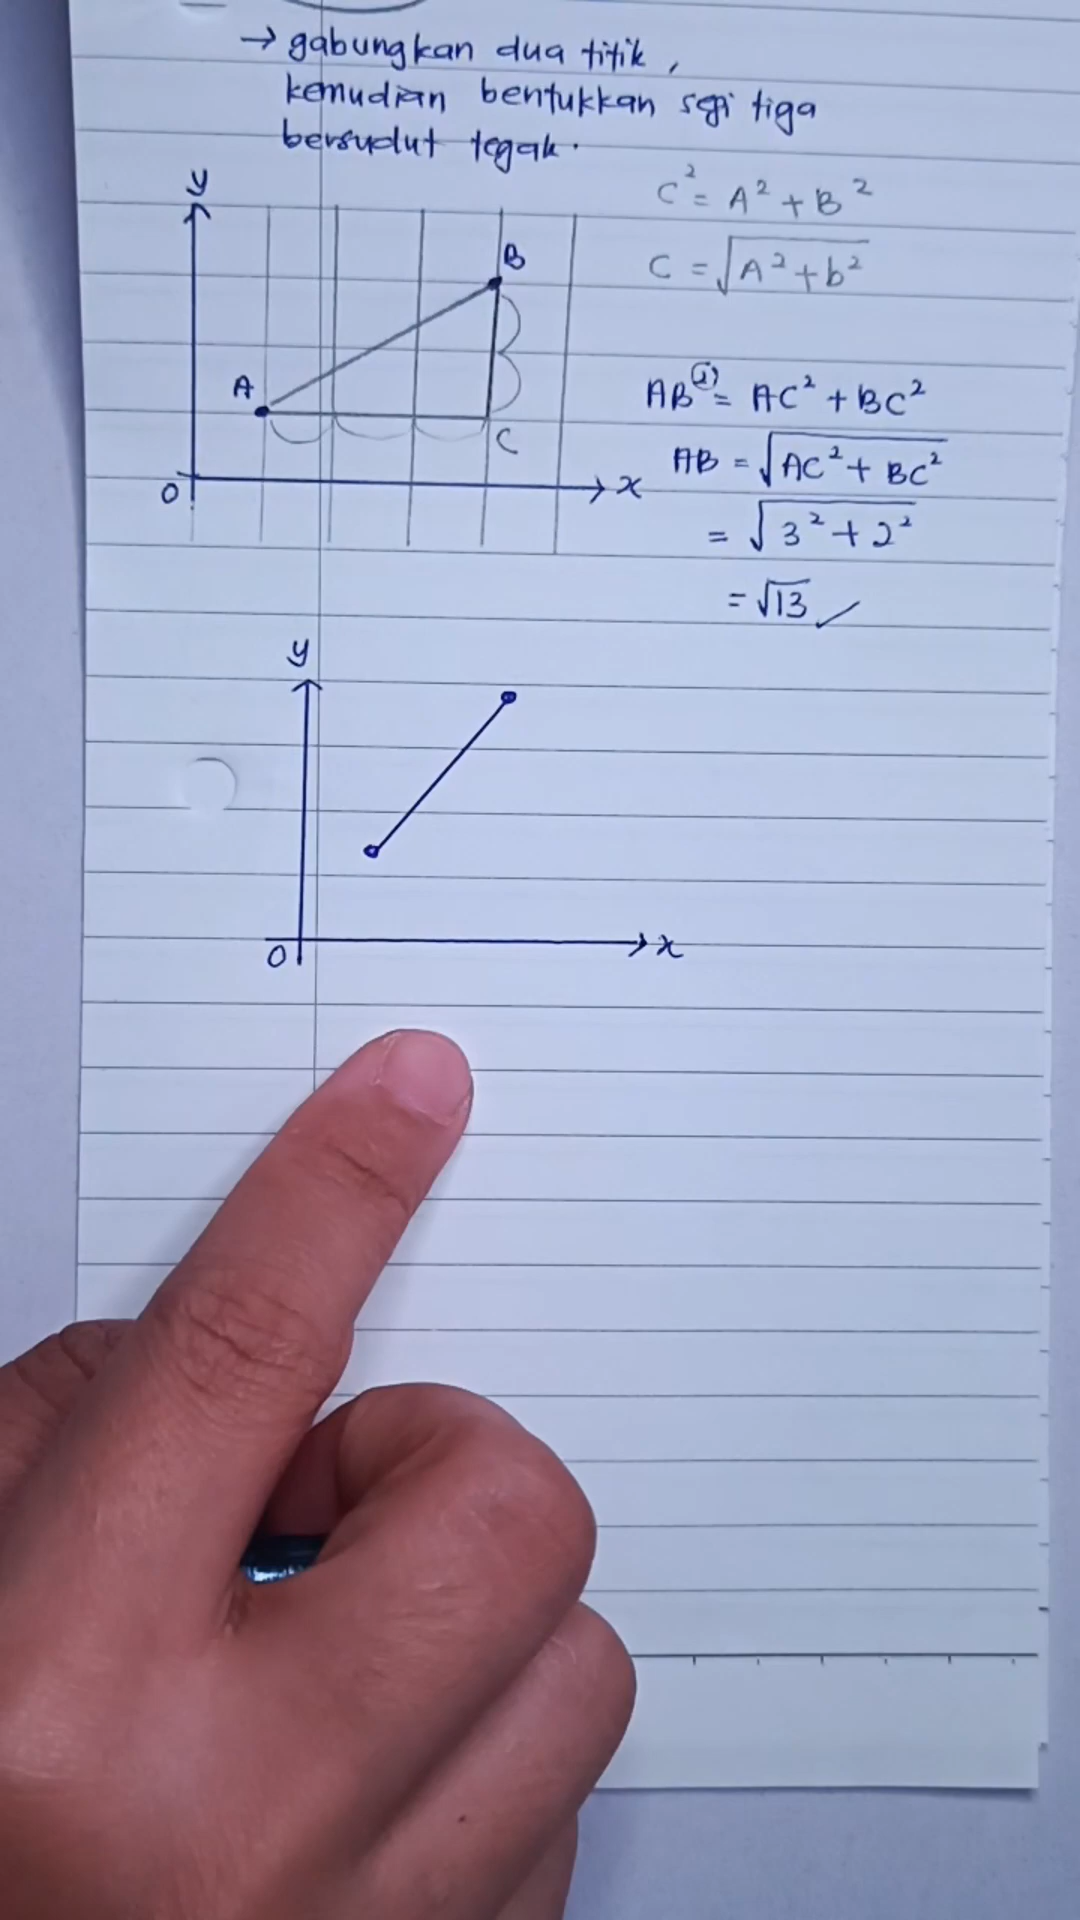 → gabungkan dua titik,
kemudian bentukkan segi tiga
bersudut tegak.
C² = A² + B²
C = √A² + b²
y
B
A
C
O
x
AB² = AC² + BC²
AB = √AC² + BC²
= √3² + 2²
= √13 ✓
y
O
x